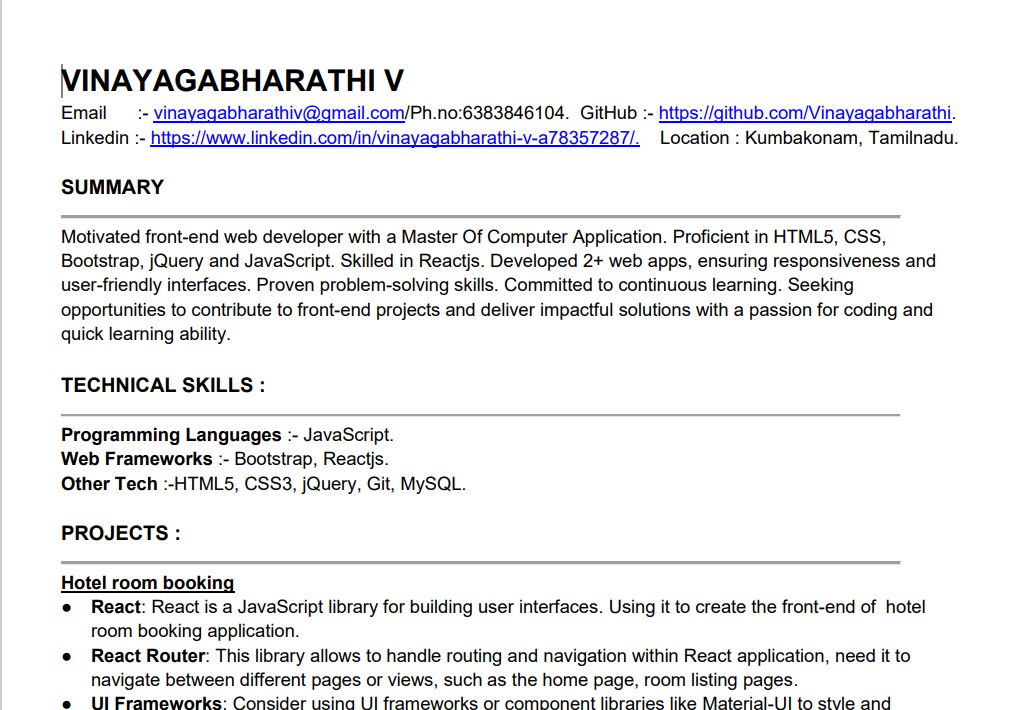 VINAYAGABHARATHI V
Email :- vinayagabharathiv@gmail.com/Ph.no:6383846104. GitHub :- https://github.com/Vinayagabharathi.
Linkedin :- https://www.linkedin.com/in/vinayagabharathi-v-a78357287/. Location : Kumbakonam, Tamilnadu.
SUMMARY
Motivated front-end web developer with a Master Of Computer Application. Proficient in HTML5, CSS,
Bootstrap, jQuery and JavaScript. Skilled in Reactjs. Developed 2+ web apps, ensuring responsiveness and
user-friendly interfaces. Proven problem-solving skills. Committed to continuous learning. Seeking
opportunities to contribute to front-end projects and deliver impactful solutions with a passion for coding and
quick learning ability.
TECHNICAL SKILLS :
Programming Languages :- JavaScript.
Web Frameworks :- Bootstrap, Reactjs.
Other Tech :-HTML5, CSS3, jQuery, Git, MySQL.
PROJECTS :
Hotel room booking
● React: React is a JavaScript library for building user interfaces. Using it to create the front-end of hotel
room booking application.
● React Router: This library allows to handle routing and navigation within React application, need it to
navigate between different pages or views, such as the home page, room listing pages.
● UI Frameworks: Consider using UI frameworks or component libraries like Material-UI to style and